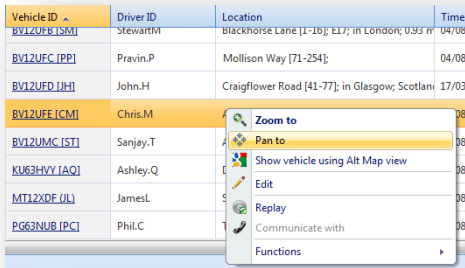 Vehicle ID Driver ID Location Time
BV12UFB [SM] StewartM Blackhorse Lane [1-16]; E17; in London; 0.93 m 04/08
BV12UFC [PP] Pravin.P Mollison Way [71-254]; 04/08
BV12UFD [JH] John.H Craigflower Road [41-77]; in Glasgow; Scotlan 17/03
BV12UFE [CM] Chris.M
Zoom to
BV12UMC [ST] Sanjay.T Pan to
KU63HVY [AQ] Ashley.Q Show vehicle using Alt Map view
MT12XDF (JL) JamesL Edit
PG63NUB [PC] Phil.C Replay
Communicate with
Functions